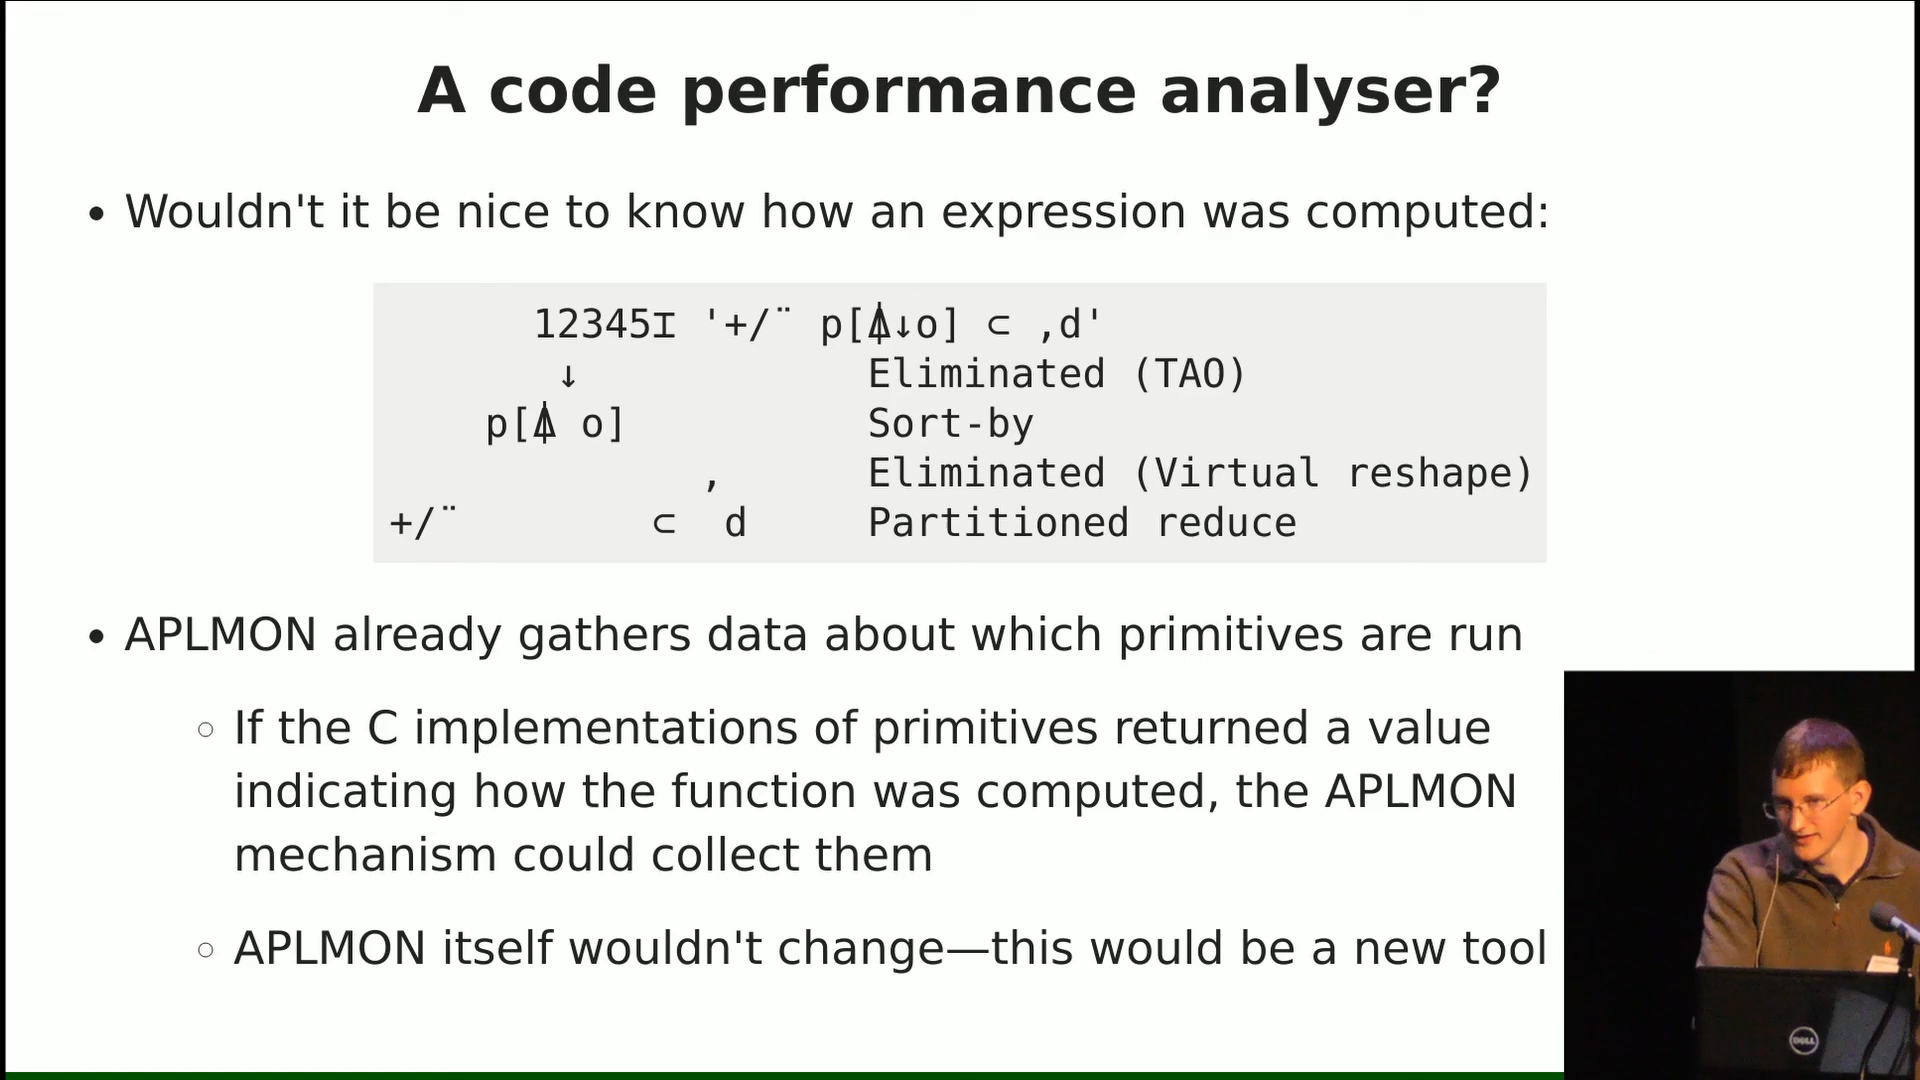 A code performance analyser?
• Wouldn't it be nice to know how an expression was computed:
      12345⌶ '+/¨ p[⍋↓o] ⊂ ,d'
       ↓            Eliminated (TAO)
    p[⍋ o]          Sort-by
             ,      Eliminated (Virtual reshape)
+/¨        ⊂  d     Partitioned reduce
• APLMON already gathers data about which primitives are run
◦ If the C implementations of primitives returned a value
indicating how the function was computed, the APLMON
mechanism could collect them
◦ APLMON itself wouldn't change—this would be a new tool
DELL